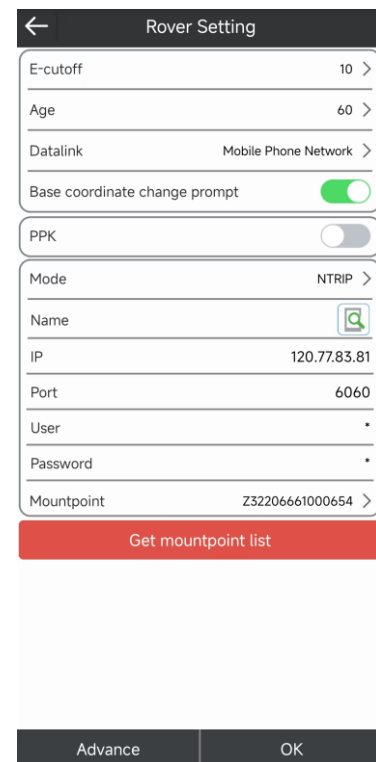 Rover Setting
E-cutoff 10
Age 60
Datalink Mobile Phone Network
Base coordinate change prompt
PPK
Mode NTRIP
Name
IP 120.77.83.81
Port 6060
User *
Password *
Mountpoint Z32206661000654
Get mountpoint list
Advance OK